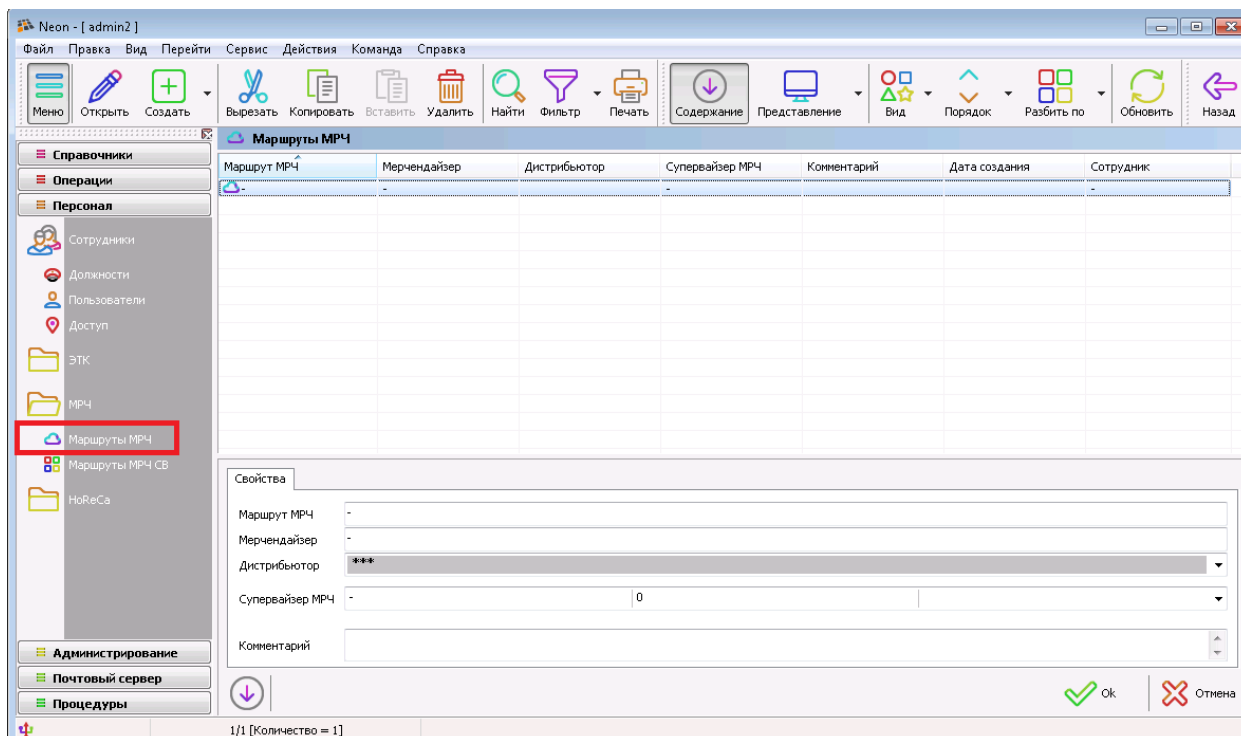 Neon - [ admin2 ]
Файл Правка Вид Перейти Сервис Действия Команда Справка
Меню Открыть Создать Вырезать Копировать Вставить Удалить Найти Фильтр Печать Содержание Представление Вид Порядок Разбить по Обновить Назад
Маршруты МРЧ
Справочники
Операции
Персонал
Сотрудники
Должности
Пользователи
Доступ
ЭТК
МРЧ
Маршруты МРЧ
Маршруты МРЧ СВ
HoReCa
Администрирование
Почтовый сервер
Процедуры
Маршрут МРЧ Мерчендайзер Дистрибьютор Супервайзер МРЧ Комментарий Дата создания Сотрудник
- - - -
Свойства
Маршрут МРЧ -
Мерчендайзер -
Дистрибьютор ***
Супервайзер МРЧ - 0
Комментарий
Ok Отмена
1/1 [Количество = 1]